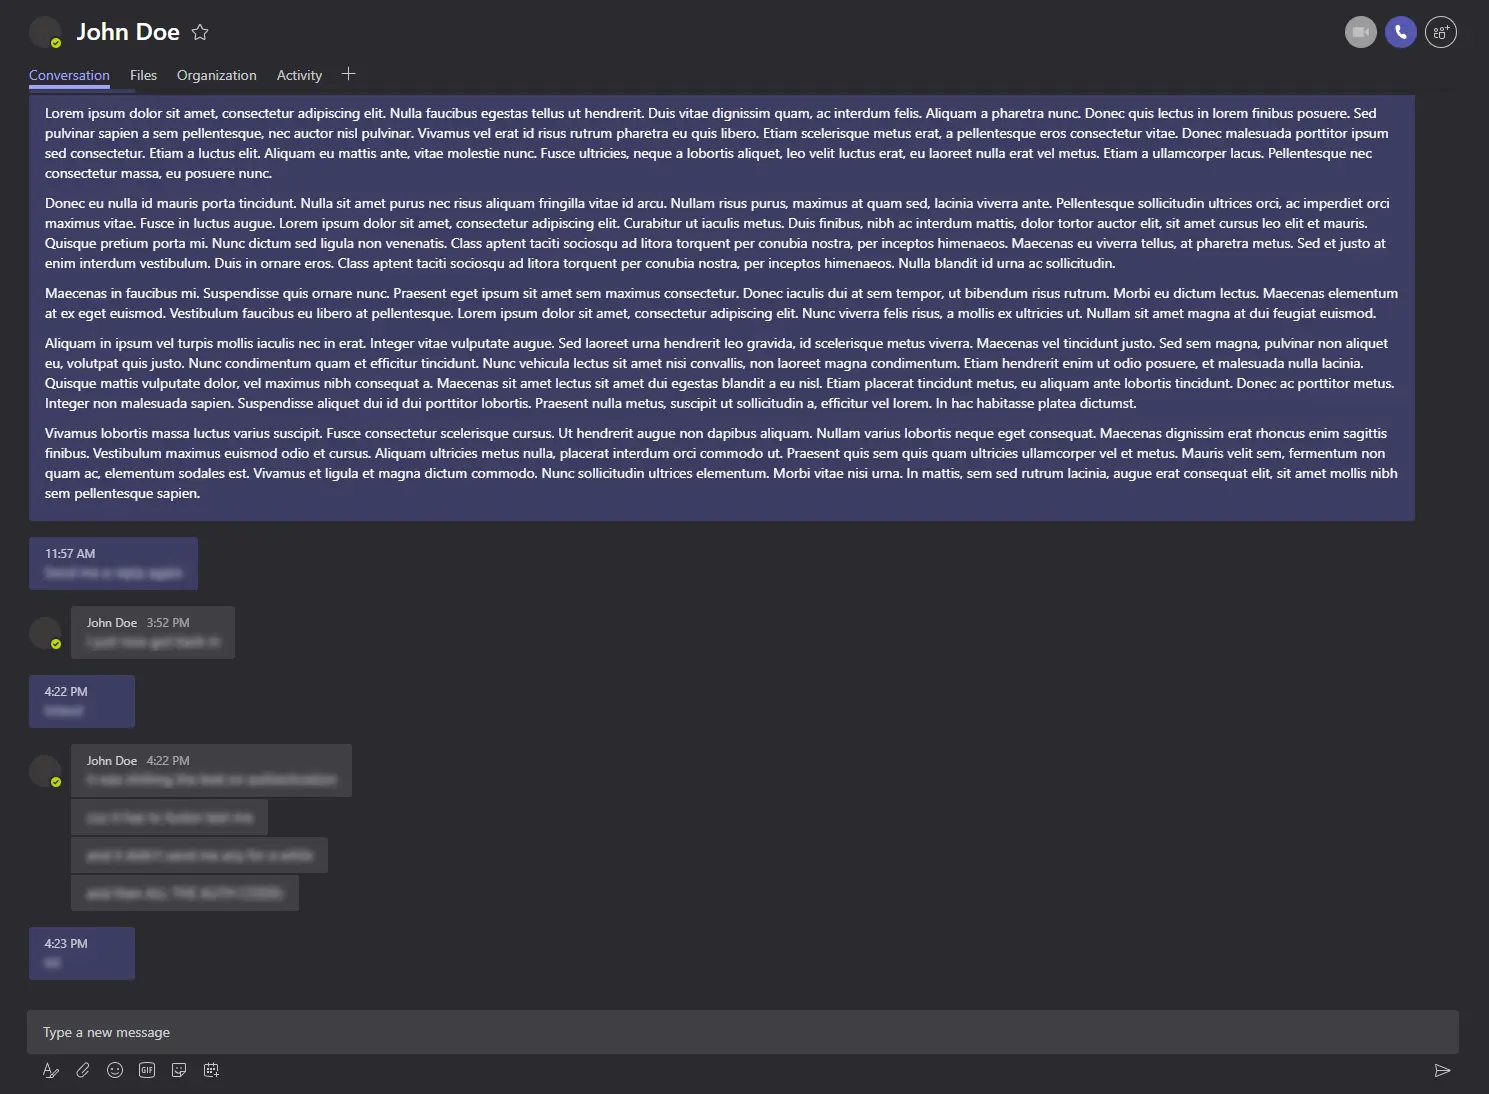 John Doe
Conversation Files Organization Activity
Lorem ipsum dolor sit amet, consectetur adipiscing elit. Nulla faucibus egestas tellus ut hendrerit. Duis vitae dignissim quam, ac interdum felis. Aliquam a pharetra nunc. Donec quis lectus in lorem finibus posuere. Sed
pulvinar sapien a sem pellentesque, nec auctor nisl pulvinar. Vivamus vel erat id risus rutrum pharetra eu quis libero. Etiam scelerisque metus erat, a pellentesque eros consectetur vitae. Donec malesuada porttitor ipsum
sed consectetur. Etiam a luctus elit. Aliquam eu mattis ante, vitae molestie nunc. Fusce ultricies, neque a lobortis aliquet, leo velit luctus erat, eu laoreet nulla erat vel metus. Etiam a ullamcorper lacus. Pellentesque nec
consectetur massa, eu posuere nunc.
Donec eu nulla id mauris porta tincidunt. Nulla sit amet purus nec risus aliquam fringilla vitae id arcu. Nullam risus purus, maximus at quam sed, lacinia viverra ante. Pellentesque sollicitudin ultrices orci, ac imperdiet orci
maximus vitae. Fusce in luctus augue. Lorem ipsum dolor sit amet, consectetur adipiscing elit. Curabitur ut iaculis metus. Duis finibus, nibh ac interdum mattis, dolor tortor auctor elit, sit amet cursus leo elit et mauris.
Quisque pretium porta mi. Nunc dictum sed ligula non venenatis. Class aptent taciti sociosqu ad litora torquent per conubia nostra, per inceptos himenaeos. Maecenas eu viverra tellus, at pharetra metus. Sed et justo at
enim interdum vestibulum. Duis in ornare eros. Class aptent taciti sociosqu ad litora torquent per conubia nostra, per inceptos himenaeos. Nulla blandit id urna ac sollicitudin.
Maecenas in faucibus mi. Suspendisse quis ornare nunc. Praesent eget ipsum sit amet sem maximus consectetur. Donec iaculis dui at sem tempor, ut bibendum risus rutrum. Morbi eu dictum lectus. Maecenas elementum
at ex eget euismod. Vestibulum faucibus eu libero at pellentesque. Lorem ipsum dolor sit amet, consectetur adipiscing elit. Nunc viverra felis risus, a mollis ex ultricies ut. Nullam sit amet magna at dui feugiat euismod.
Aliquam in ipsum vel turpis mollis iaculis nec in erat. Integer vitae vulputate augue. Sed laoreet urna hendrerit leo gravida, id scelerisque metus viverra. Maecenas vel tincidunt justo. Sed sem magna, pulvinar non aliquet
eu, volutpat quis justo. Nunc condimentum quam et efficitur tincidunt. Nunc vehicula lectus sit amet nisi convallis, non laoreet magna condimentum. Etiam hendrerit enim ut odio posuere, et malesuada nulla lacinia.
Quisque mattis vulputate dolor, vel maximus nibh consequat a. Maecenas sit amet lectus sit amet dui egestas blandit a eu nisl. Etiam placerat tincidunt metus, eu aliquam ante lobortis tincidunt. Donec ac porttitor metus.
Integer non malesuada sapien. Suspendisse aliquet dui id dui porttitor lobortis. Praesent nulla metus, suscipit ut sollicitudin a, efficitur vel lorem. In hac habitasse platea dictumst.
Vivamus lobortis massa luctus varius suscipit. Fusce consectetur scelerisque cursus. Ut hendrerit augue non dapibus aliquam. Nullam varius lobortis neque eget consequat. Maecenas dignissim erat rhoncus enim sagittis
finibus. Vestibulum maximus euismod odio et cursus. Aliquam ultricies metus nulla, placerat interdum orci commodo ut. Praesent quis sem quis quam ultricies ullamcorper vel et metus. Mauris velit sem, fermentum non
quam ac, elementum sodales est. Vivamus et ligula et magna dictum commodo. Nunc sollicitudin ultrices elementum. Morbi vitae nisi urna. In mattis, sem sed rutrum lacinia, augue erat consequat elit, sit amet mollis nibh
sem pellentesque sapien.
11:57 AM
John Doe 3:52 PM
4:22 PM
John Doe 4:22 PM
4:23 PM
Type a new message
GIF